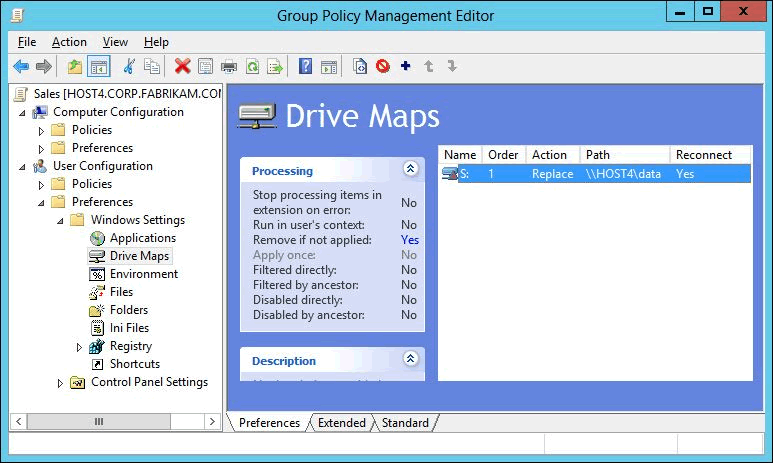 Group Policy Management Editor
File Action View Help
Sales [HOST4.CORP.FABRIKAM.CON
Computer Configuration
Policies
Preferences
User Configuration
Policies
Preferences
Windows Settings
Applications
Drive Maps
Environment
Files
Folders
Ini Files
Registry
Shortcuts
Control Panel Settings
Drive Maps
Processing
Stop processing items in
extension on error: No
Run in user's context: No
Remove if not applied: Yes
Apply once: No
Filtered directly: No
Filtered by ancestor: No
Disabled directly: No
Disabled by ancestor: No
Description
Name Order Action Path Reconnect
S: 1 Replace \\HOST4\data Yes
Preferences Extended Standard